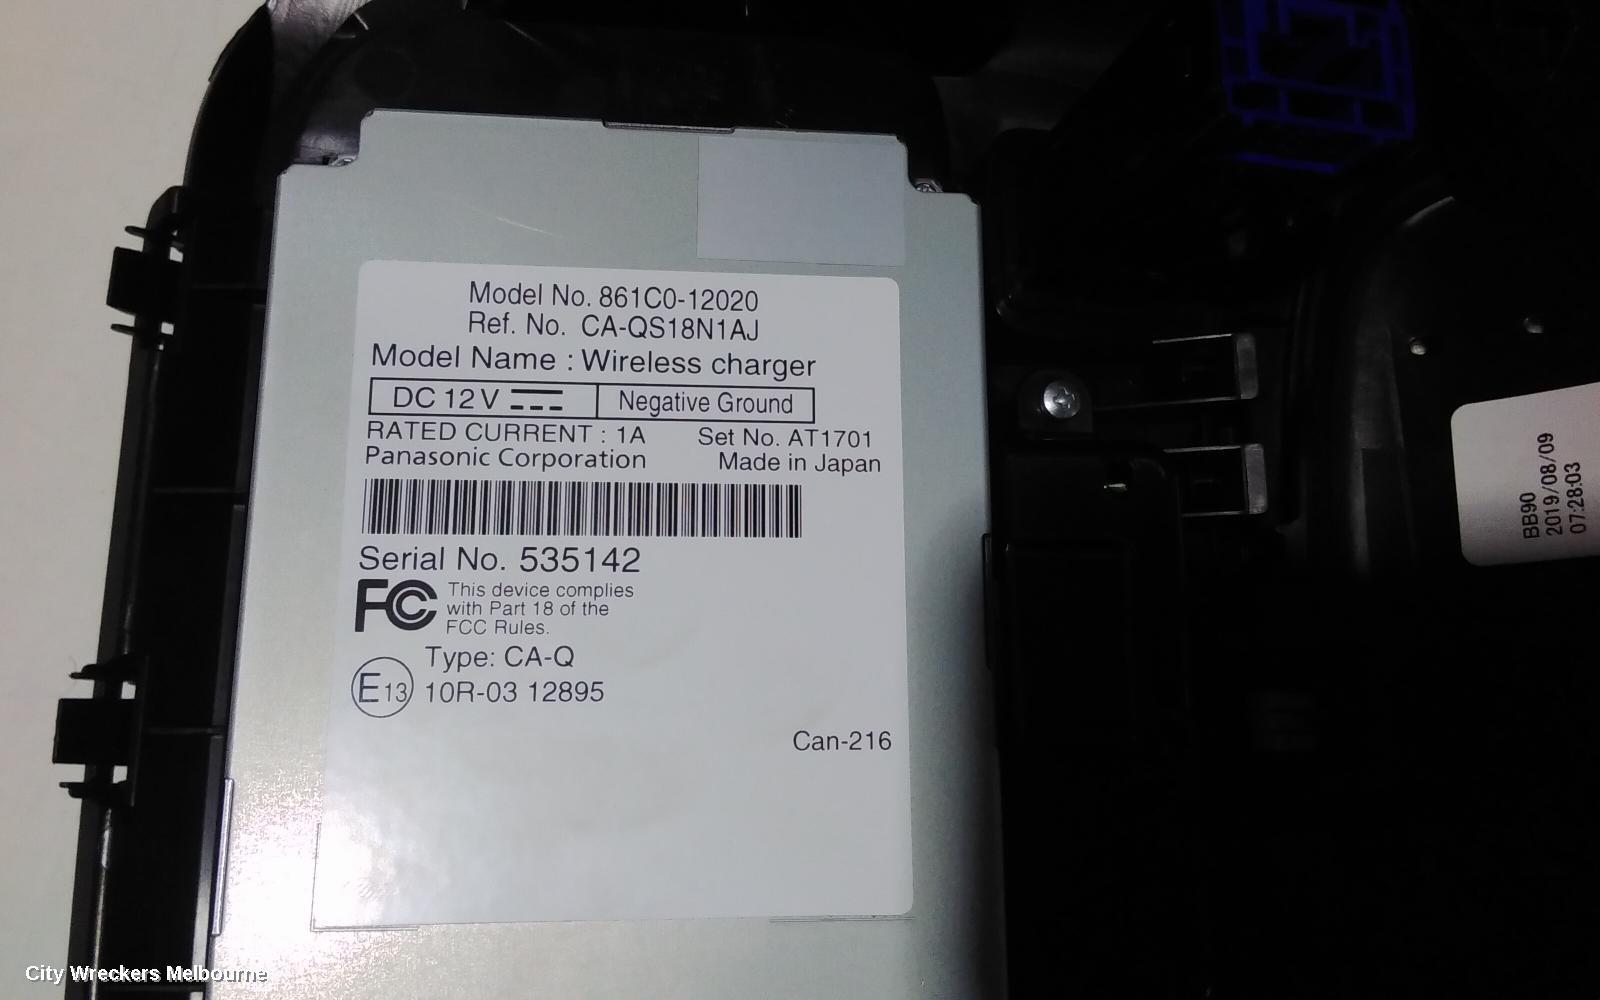 Model No. 861C0-12020
Ref. No. CA-QS18N1AJ
Model Name : Wireless charger
DC 12 V Negative Ground
RATED CURRENT : 1A Set No. AT1701
Panasonic Corporation Made in Japan
Serial No. 535142
FC This device complies
with Part 18 of the
FCC Rules.
Type: CA-Q
E13 10R-03 12895
Can-216
BB90
2019/08/09
07:28:03
City Wreckers Melbourne